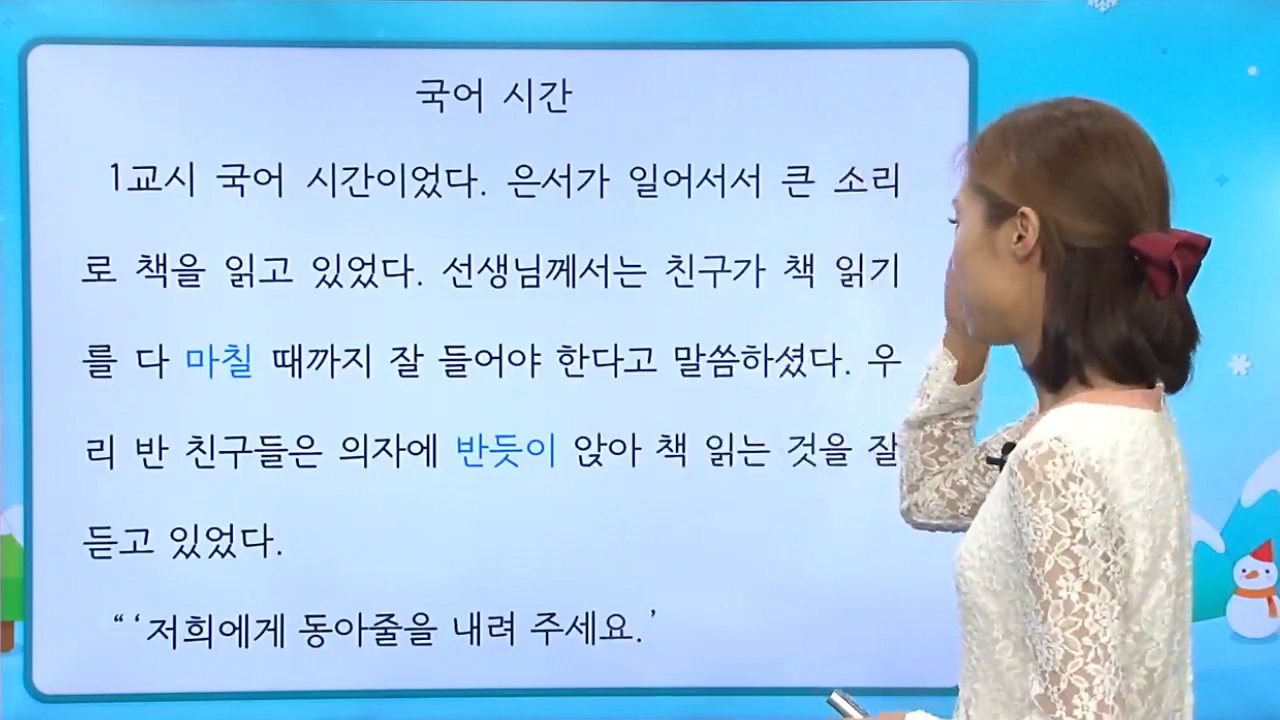 국어 시간
1교시 국어 시간이었다. 은서가 일어서서 큰 소리
로 책을 읽고 있었다. 선생님께서는 친구가 책 읽기
를 다 마칠 때까지 잘 들어야 한다고 말씀하셨다. 우
리 반 친구들은 의자에 반듯이 앉아 책 읽는 것을 잘
듣고 있었다.
“ ‘저희에게 동아줄을 내려 주세요.’